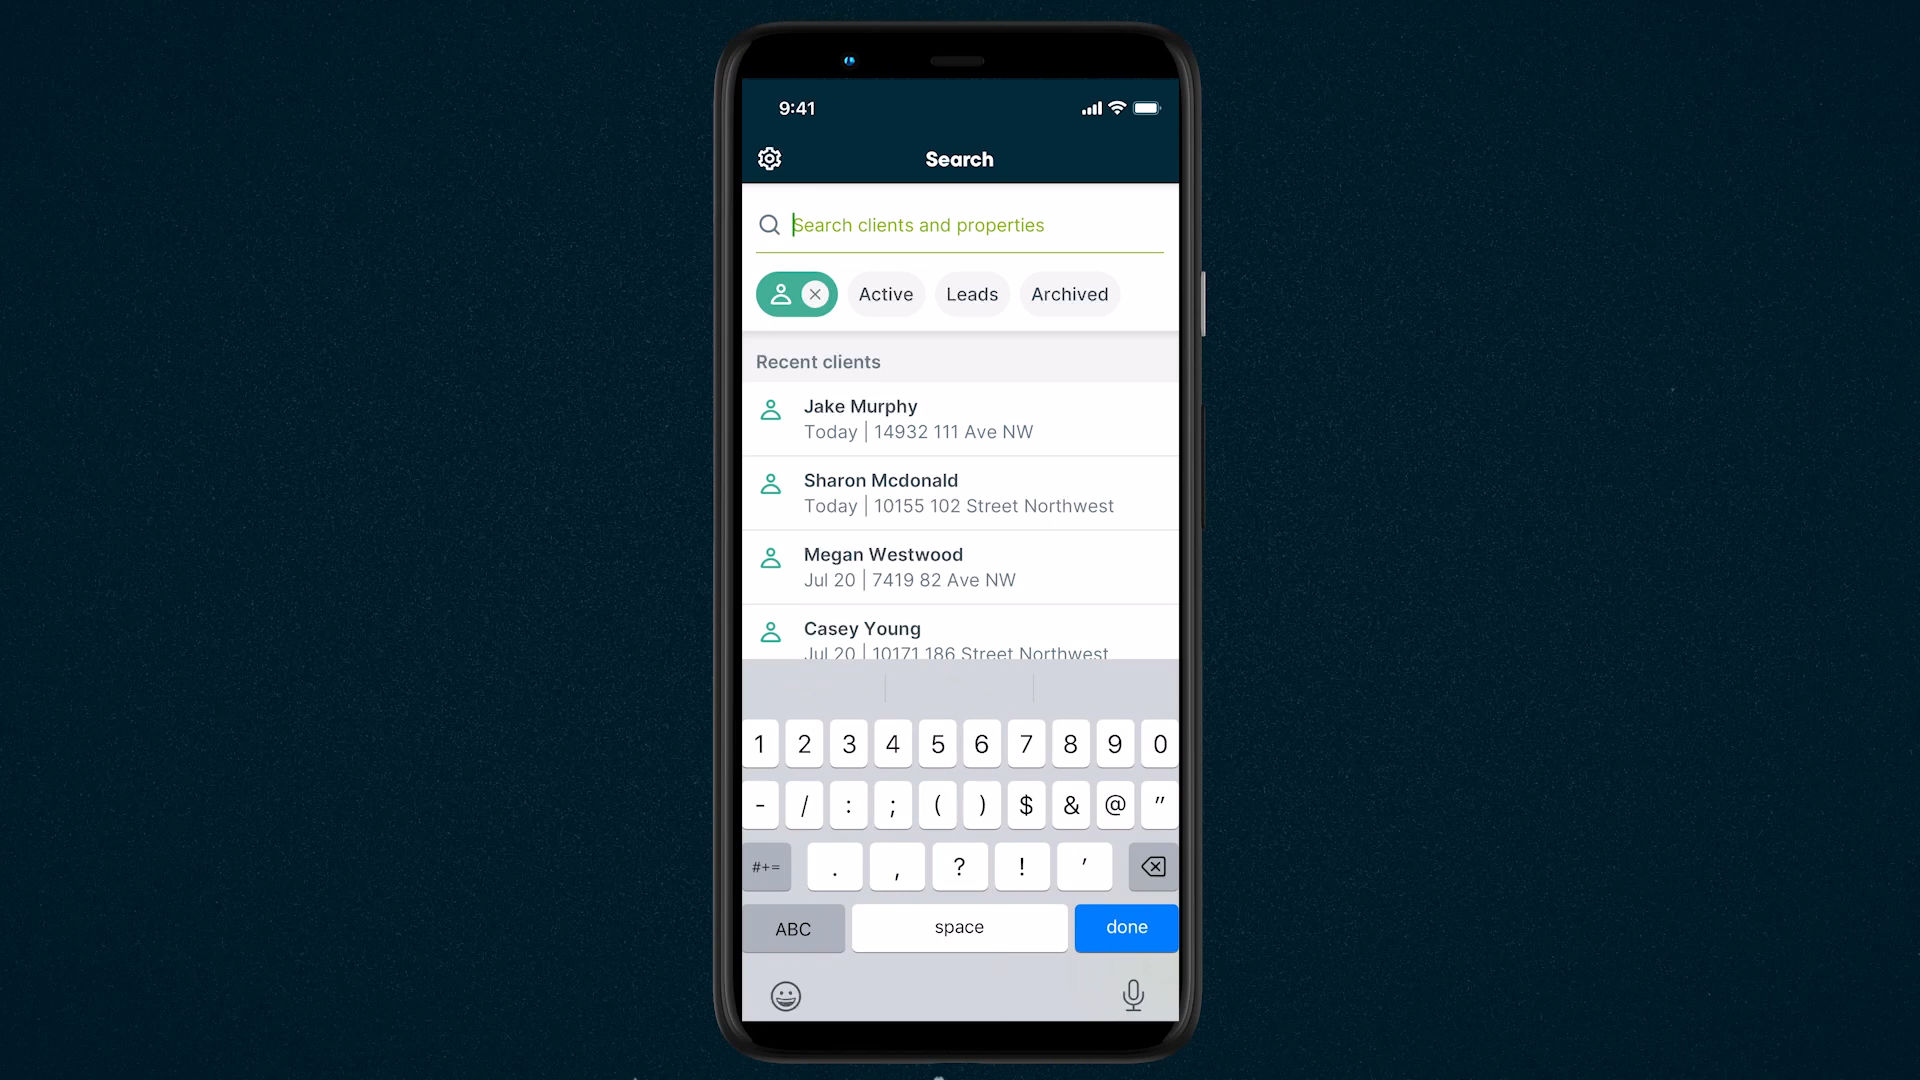 9:41
Search
Search clients and properties
Active Leads Archived
Recent clients
Jake Murphy
Today | 14932 111 Ave NW
Sharon Mcdonald
Today | 10155 102 Street Northwest
Megan Westwood
Jul 20 | 7419 82 Ave NW
Casey Young
Jul 20 | 10171 186 Street Northwest
1 2 3 4 5 6 7 8 9 0
- / : ; ( ) $ & @ "
#+= . , ? ! '
ABC space done